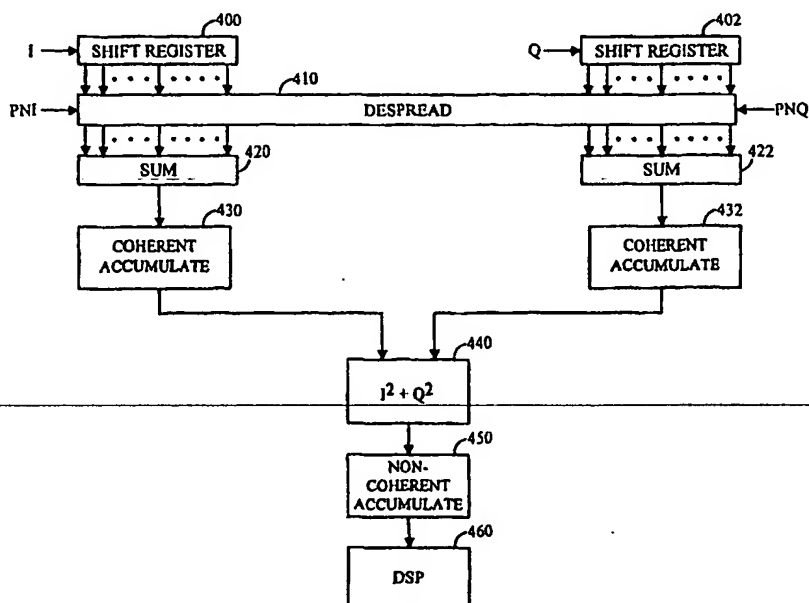 400
402
I
SHIFT REGISTER
Q
SHIFT REGISTER
410
PNI
DESPREAD
PNQ
420
422
SUM
SUM
430
432
COHERENT
ACCUMULATE
COHERENT
ACCUMULATE
440
I² + Q²
450
NON-
COHERENT
ACCUMULATE
460
DSP